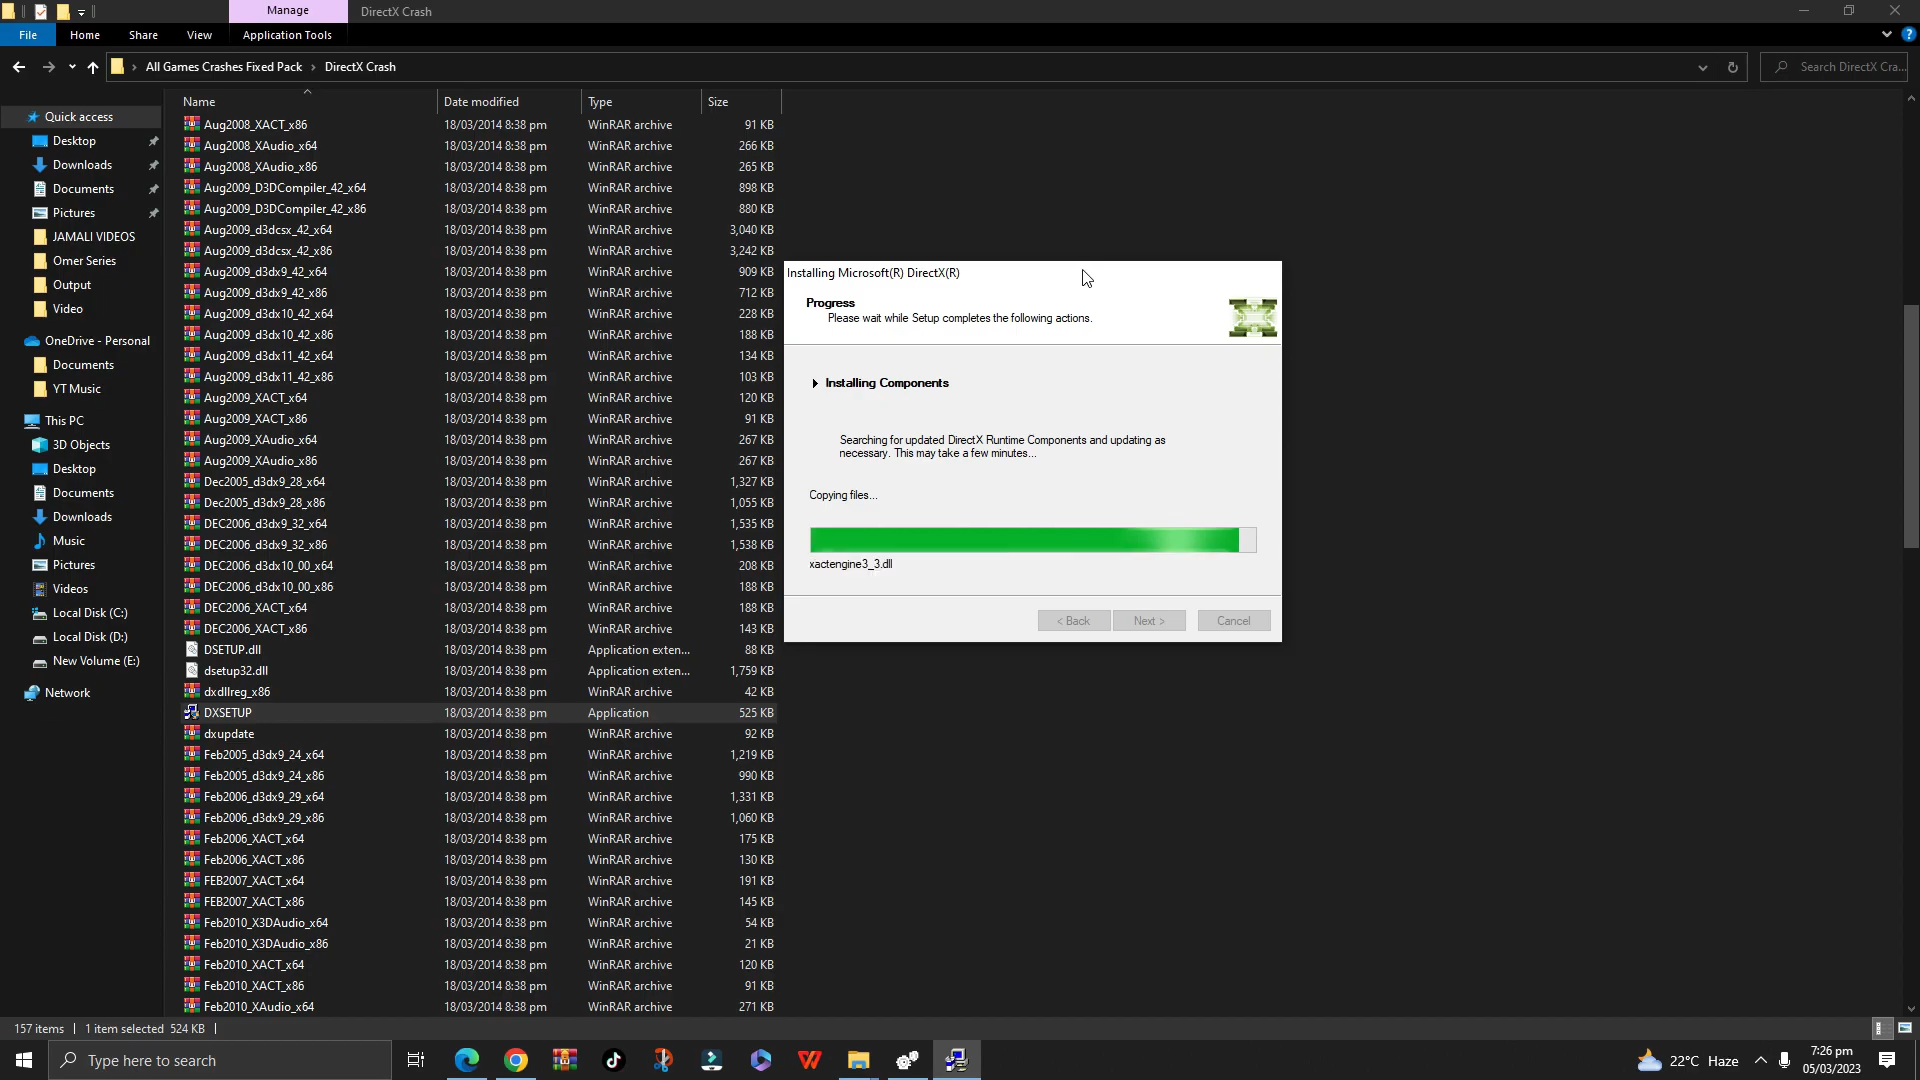 Manage
DirectX Crash
File
Home
Share
View
Application Tools
All Games Crashes Fixed Pack
DirectX Crash
Search DirectX Cra...
Name
Date modified
Type
Size
Aug2008_XACT_x86 18/03/2014 8:38 pm WinRAR archive 91 KB
Aug2008_XAudio_x64 18/03/2014 8:38 pm WinRAR archive 266 KB
Aug2008_XAudio_x86 18/03/2014 8:38 pm WinRAR archive 265 KB
Aug2009_D3DCompiler_42_x64 18/03/2014 8:38 pm WinRAR archive 898 KB
Aug2009_D3DCompiler_42_x86 18/03/2014 8:38 pm WinRAR archive 880 KB
Aug2009_d3dcsx_42_x64 18/03/2014 8:38 pm WinRAR archive 3,040 KB
Aug2009_d3dcsx_42_x86 18/03/2014 8:38 pm WinRAR archive 3,242 KB
Aug2009_d3dx9_42_x64 18/03/2014 8:38 pm WinRAR archive 909 KB
Aug2009_d3dx9_42_x86 18/03/2014 8:38 pm WinRAR archive 712 KB
Aug2009_d3dx10_42_x64 18/03/2014 8:38 pm WinRAR archive 228 KB
Aug2009_d3dx10_42_x86 18/03/2014 8:38 pm WinRAR archive 188 KB
Aug2009_d3dx11_42_x64 18/03/2014 8:38 pm WinRAR archive 134 KB
Aug2009_d3dx11_42_x86 18/03/2014 8:38 pm WinRAR archive 103 KB
Aug2009_XACT_x64 18/03/2014 8:38 pm WinRAR archive 120 KB
Aug2009_XACT_x86 18/03/2014 8:38 pm WinRAR archive 91 KB
Aug2009_XAudio_x64 18/03/2014 8:38 pm WinRAR archive 267 KB
Aug2009_XAudio_x86 18/03/2014 8:38 pm WinRAR archive 267 KB
Dec2005_d3dx9_28_x64 18/03/2014 8:38 pm WinRAR archive 1,327 KB
Dec2005_d3dx9_28_x86 18/03/2014 8:38 pm WinRAR archive 1,055 KB
DEC2006_d3dx9_32_x64 18/03/2014 8:38 pm WinRAR archive 1,535 KB
DEC2006_d3dx9_32_x86 18/03/2014 8:38 pm WinRAR archive 1,538 KB
DEC2006_d3dx10_00_x64 18/03/2014 8:38 pm WinRAR archive 208 KB
DEC2006_d3dx10_00_x86 18/03/2014 8:38 pm WinRAR archive 188 KB
DEC2006_XACT_x64 18/03/2014 8:38 pm WinRAR archive 188 KB
DEC2006_XACT_x86 18/03/2014 8:38 pm WinRAR archive 143 KB
DSETUP.dll 18/03/2014 8:38 pm Application exten... 88 KB
dsetup32.dll 18/03/2014 8:38 pm Application exten... 1,759 KB
dxdllreg_x86 18/03/2014 8:38 pm WinRAR archive 42 KB
DXSETUP 18/03/2014 8:38 pm Application 525 KB
dxupdate 18/03/2014 8:38 pm WinRAR archive 92 KB
Feb2005_d3dx9_24_x64 18/03/2014 8:38 pm WinRAR archive 1,219 KB
Feb2005_d3dx9_24_x86 18/03/2014 8:38 pm WinRAR archive 990 KB
Feb2006_d3dx9_29_x64 18/03/2014 8:38 pm WinRAR archive 1,331 KB
Feb2006_d3dx9_29_x86 18/03/2014 8:38 pm WinRAR archive 1,060 KB
Feb2006_XACT_x64 18/03/2014 8:38 pm WinRAR archive 175 KB
Feb2006_XACT_x86 18/03/2014 8:38 pm WinRAR archive 130 KB
FEB2007_XACT_x64 18/03/2014 8:38 pm WinRAR archive 191 KB
FEB2007_XACT_x86 18/03/2014 8:38 pm WinRAR archive 145 KB
Feb2010_X3DAudio_x64 18/03/2014 8:38 pm WinRAR archive 54 KB
Feb2010_X3DAudio_x86 18/03/2014 8:38 pm WinRAR archive 21 KB
Feb2010_XACT_x64 18/03/2014 8:38 pm WinRAR archive 120 KB
Feb2010_XACT_x86 18/03/2014 8:38 pm WinRAR archive 91 KB
Feb2010_XAudio_x64 18/03/2014 8:38 pm WinRAR archive 271 KB
Quick access
Desktop
Downloads
Documents
Pictures
JAMALI VIDEOS
Omer Series
Output
Video
OneDrive - Personal
Documents
YT Music
This PC
3D Objects
Desktop
Documents
Downloads
Music
Pictures
Videos
Local Disk (C:)
Local Disk (D:)
New Volume (E:)
Network
Installing Microsoft(R) DirectX(R)
Progress
Please wait while Setup completes the following actions.
Installing Components
Searching for updated DirectX Runtime Components and updating as
necessary. This may take a few minutes...
Copying files...
xactengine3_3.dll
< Back
Next >
Cancel
157 items
1 item selected 524 KB
Type here to search
22°C Haze
7:26 pm
05/03/2023